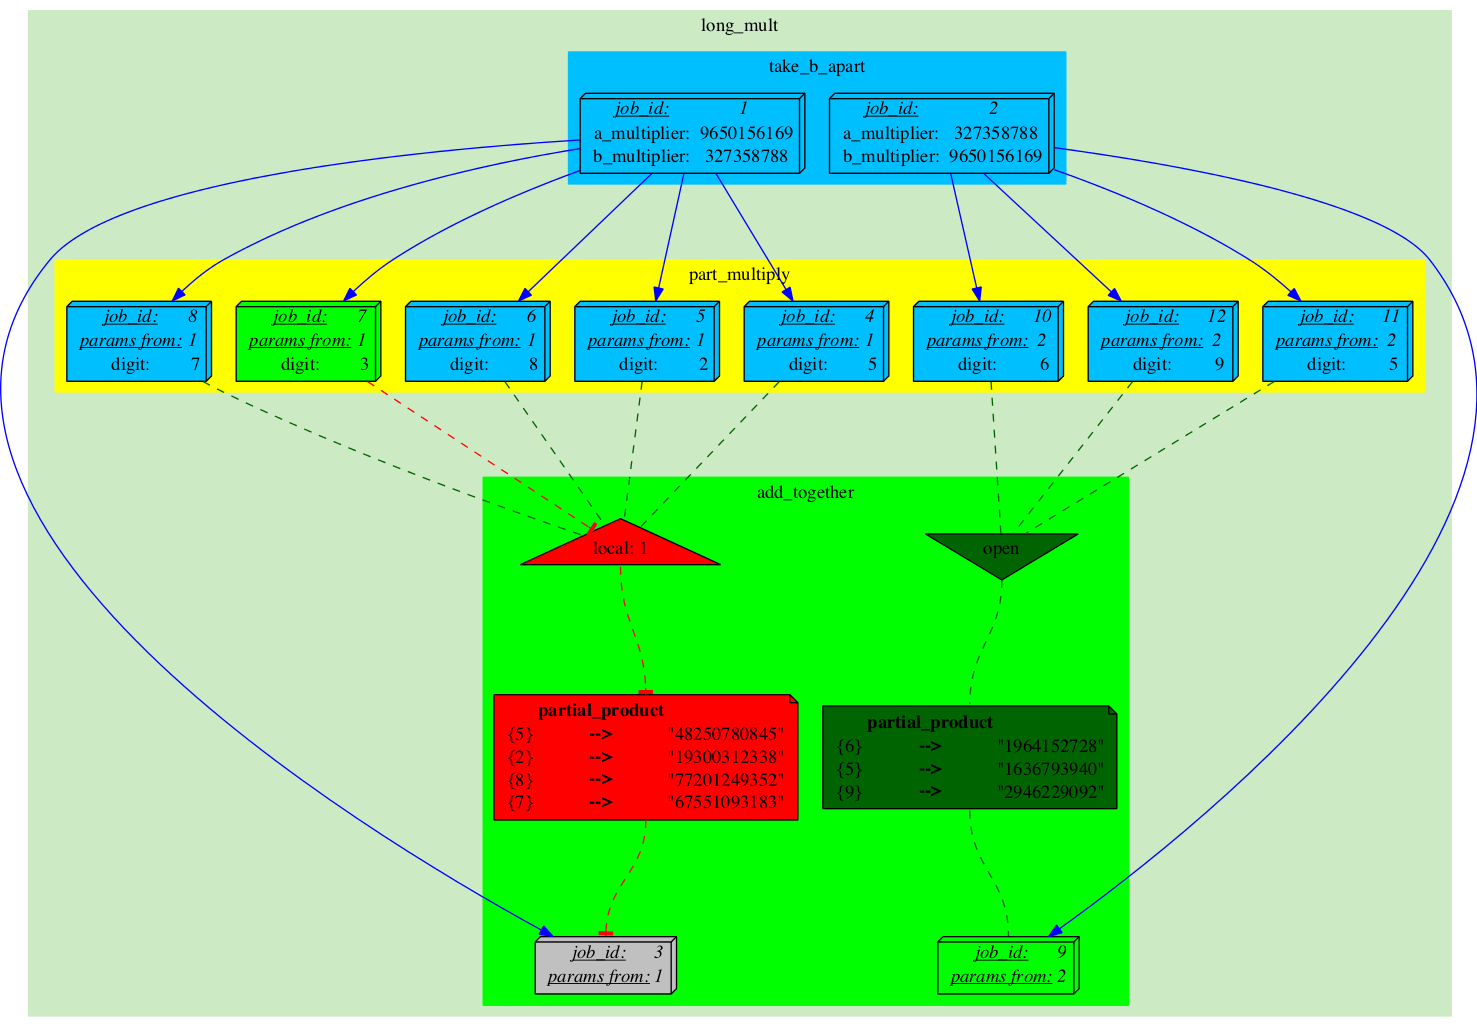 long_mult
take_b_apart
job_id: 1
a_multiplier: 9650156169
b_multiplier: 327358788
job_id: 2
a_multiplier: 327358788
b_multiplier: 9650156169
part_multiply
job_id: 8
params from: 1
digit: 7
job_id: 7
params from: 1
digit: 3
job_id: 6
params from: 1
digit: 8
job_id: 5
params from: 1
digit: 2
job_id: 4
params from: 1
digit: 5
job_id: 10
params from: 2
digit: 6
job_id: 12
params from: 2
digit: 9
job_id: 11
params from: 2
digit: 5
add_together
local: 1
open
partial_product
{5} --> "48250780845"
{2} --> "19300312338"
{8} --> "77201249352"
{7} --> "67551093183"
partial_product
{6} --> "1964152728"
{5} --> "1636793940"
{9} --> "2946229092"
job_id: 3
params from: 1
job_id: 9
params from: 2